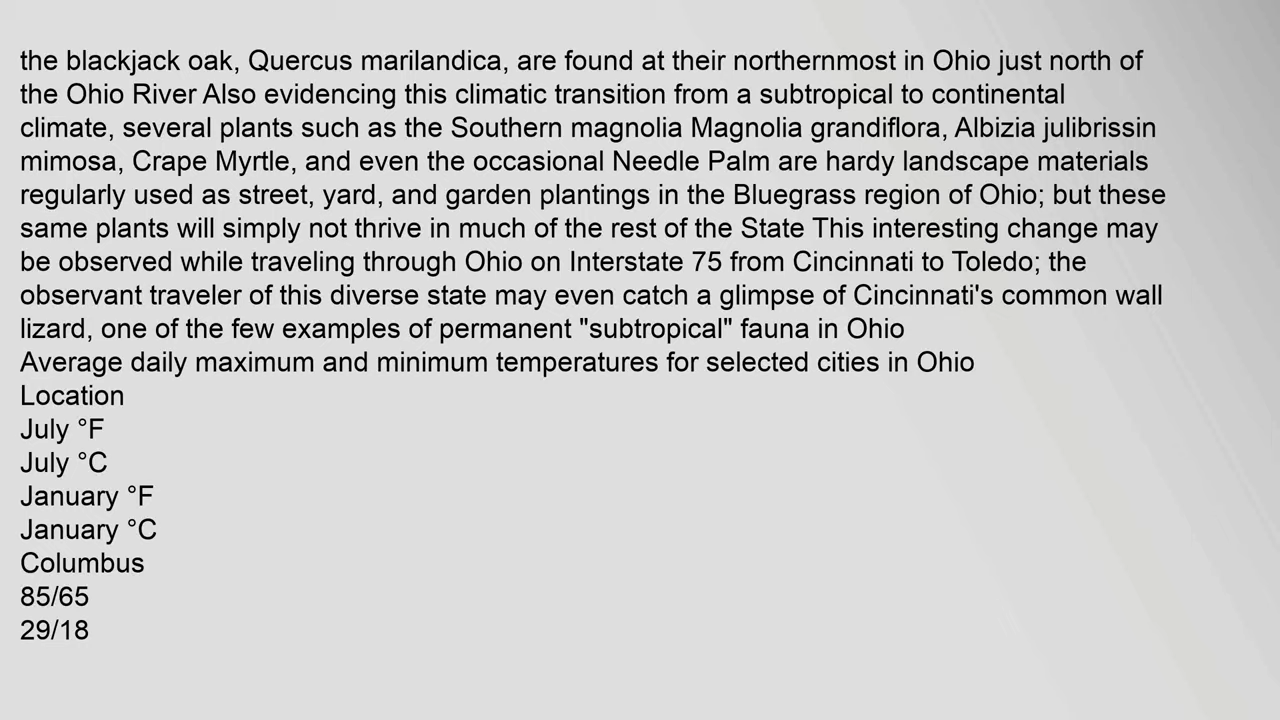 the blackjack oak, Quercus marilandica, are found at their northernmost in Ohio just north of
the Ohio River Also evidencing this climatic transition from a subtropical to continental
climate, several plants such as the Southern magnolia Magnolia grandiflora, Albizia julibrissin
mimosa, Crape Myrtle, and even the occasional Needle Palm are hardy landscape materials
regularly used as street, yard, and garden plantings in the Bluegrass region of Ohio; but these
same plants will simply not thrive in much of the rest of the State This interesting change may
be observed while traveling through Ohio on Interstate 75 from Cincinnati to Toledo; the
observant traveler of this diverse state may even catch a glimpse of Cincinnati's common wall
lizard, one of the few examples of permanent "subtropical" fauna in Ohio
Average daily maximum and minimum temperatures for selected cities in Ohio
Location
July °F
July °C
January °F
January °C
Columbus
85/65
29/18